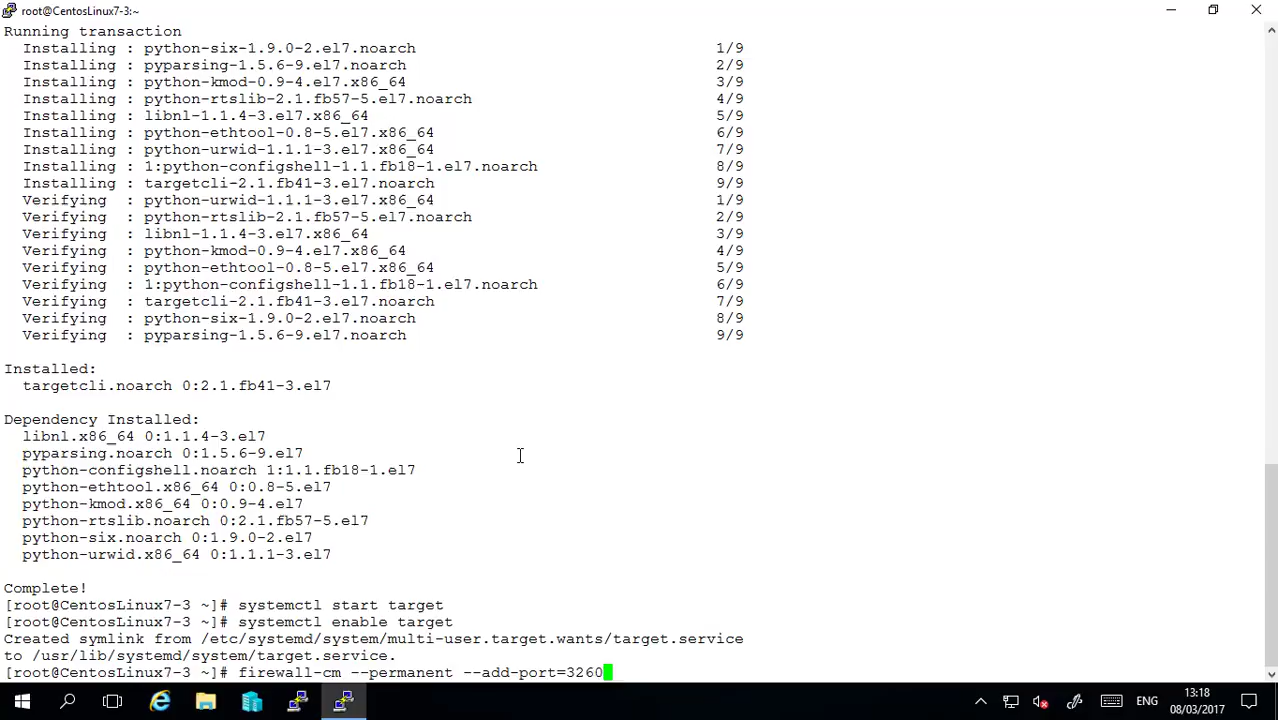 root@CentosLinux7-3:~
Running transaction
  Installing : python-six-1.9.0-2.el7.noarch 1/9
  Installing : pyparsing-1.5.6-9.el7.noarch 2/9
  Installing : python-kmod-0.9-4.el7.x86_64 3/9
  Installing : python-rtslib-2.1.fb57-5.el7.noarch 4/9
  Installing : libnl-1.1.4-3.el7.x86_64 5/9
  Installing : python-ethtool-0.8-5.el7.x86_64 6/9
  Installing : python-urwid-1.1.1-3.el7.x86_64 7/9
  Installing : 1:python-configshell-1.1.fb18-1.el7.noarch 8/9
  Installing : targetcli-2.1.fb41-3.el7.noarch 9/9
  Verifying  : python-urwid-1.1.1-3.el7.x86_64 1/9
  Verifying  : python-rtslib-2.1.fb57-5.el7.noarch 2/9
  Verifying  : libnl-1.1.4-3.el7.x86_64 3/9
  Verifying  : python-kmod-0.9-4.el7.x86_64 4/9
  Verifying  : python-ethtool-0.8-5.el7.x86_64 5/9
  Verifying  : 1:python-configshell-1.1.fb18-1.el7.noarch 6/9
  Verifying  : targetcli-2.1.fb41-3.el7.noarch 7/9
  Verifying  : python-six-1.9.0-2.el7.noarch 8/9
  Verifying  : pyparsing-1.5.6-9.el7.noarch 9/9
Installed:
  targetcli.noarch 0:2.1.fb41-3.el7
Dependency Installed:
  libnl.x86_64 0:1.1.4-3.el7
  pyparsing.noarch 0:1.5.6-9.el7
  python-configshell.noarch 1:1.1.fb18-1.el7
  python-ethtool.x86_64 0:0.8-5.el7
  python-kmod.x86_64 0:0.9-4.el7
  python-rtslib.noarch 0:2.1.fb57-5.el7
  python-six.noarch 0:1.9.0-2.el7
  python-urwid.x86_64 0:1.1.1-3.el7
Complete!
[root@CentosLinux7-3 ~]# systemctl start target
[root@CentosLinux7-3 ~]# systemctl enable target
Created symlink from /etc/systemd/system/multi-user.target.wants/target.service
to /usr/lib/systemd/system/target.service.
[root@CentosLinux7-3 ~]# firewall-cm --permanent --add-port=3260
ENG
13:18
08/03/2017